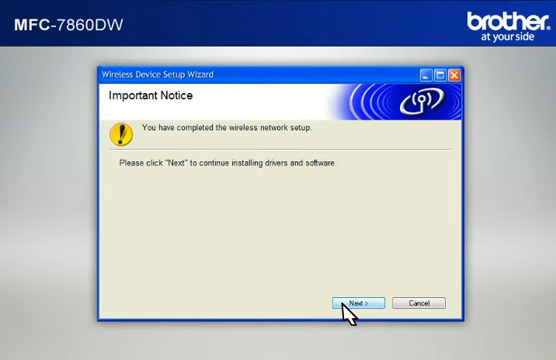 MFC-7860DW
brother
at your side
Wireless Device Setup Wizard
Important Notice
You have completed the wireless network setup.
Please click "Next" to continue installing drivers and software.
Next >
Cancel